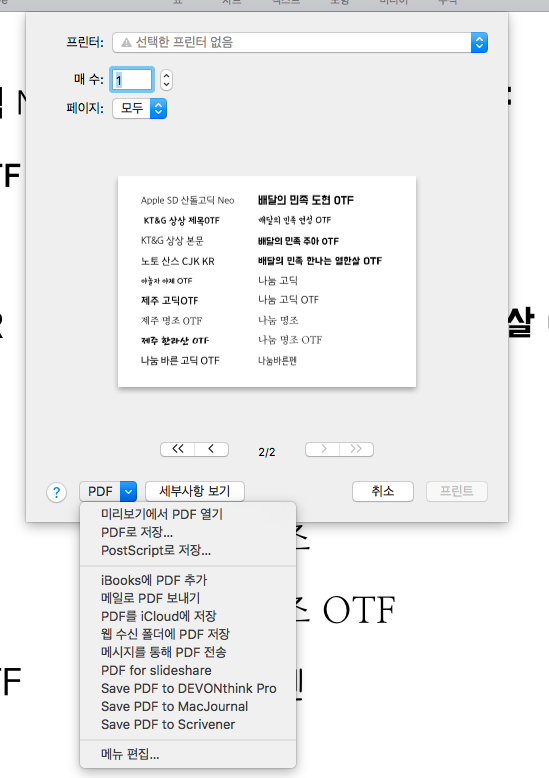 표 차트 텍스트 도형 미디어
프린터: 선택한 프린터 없음
매 수: 1
페이지: 모두
Apple SD 산돌고딕 Neo
KT&G 상상 제목OTF
KT&G 상상 본문
노토 산스 CJK KR
야놀자 야체 OTF
제주 고딕OTF
제주 명조 OTF
제주 한라산 OTF
나눔 바른 고딕 OTF
배달의 민족 도현 OTF
배달의 민족 연성 OTF
배달의 민족 주아 OTF
배달의 민족 한나는 열한살 OTF
나눔 고딕
나눔 고딕 OTF
나눔 명조
나눔 명조 OTF
나눔바른펜
2/2
? PDF 세부사항 보기 취소 프린트
미리보기에서 PDF 열기
PDF로 저장...
PostScript로 저장...
iBooks에 PDF 추가
메일로 PDF 보내기
PDF를 iCloud에 저장
웹 수신 폴더에 PDF 저장
메시지를 통해 PDF 전송
PDF for slideshare
Save PDF to DEVONthink Pro
Save PDF to MacJournal
Save PDF to Scrivener
메뉴 편집...
살
조 OTF